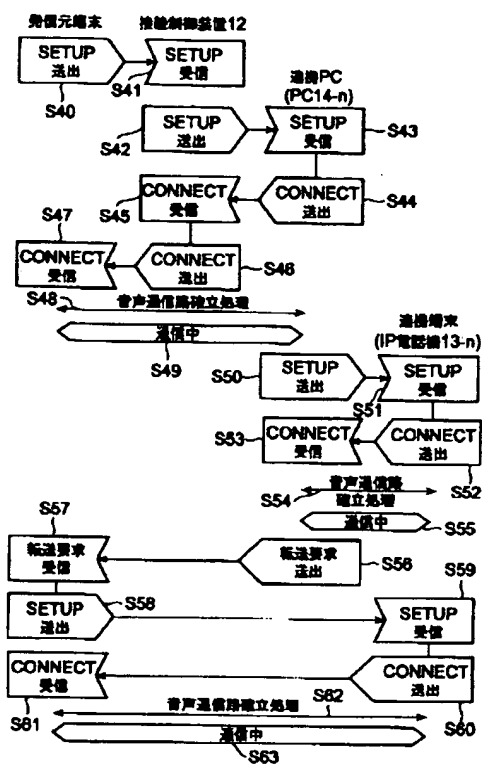 発信元端末
接続制御装置12
SETUP
送出
SETUP
受信
S40
S41
連携PC
(PC14-n)
SETUP
送出
SETUP
受信
S42
S43
CONNECT
受信
CONNECT
送出
S45
S44
S47
CONNECT
受信
CONNECT
送出
S46
S48
音声通信路確立処理
通信中
S49
連携端末
(IP電話機13-n)
S50
SETUP
送出
SETUP
受信
S51
S53
CONNECT
受信
CONNECT
送出
S52
S54
音声通信路
確立処理
通信中
S55
S57
転送要求
受信
転送要求
送出
S56
S59
SETUP
送出
S58
SETUP
受信
CONNECT
受信
CONNECT
送出
S61
音声通信路確立処理
S62
S60
通信中
S63